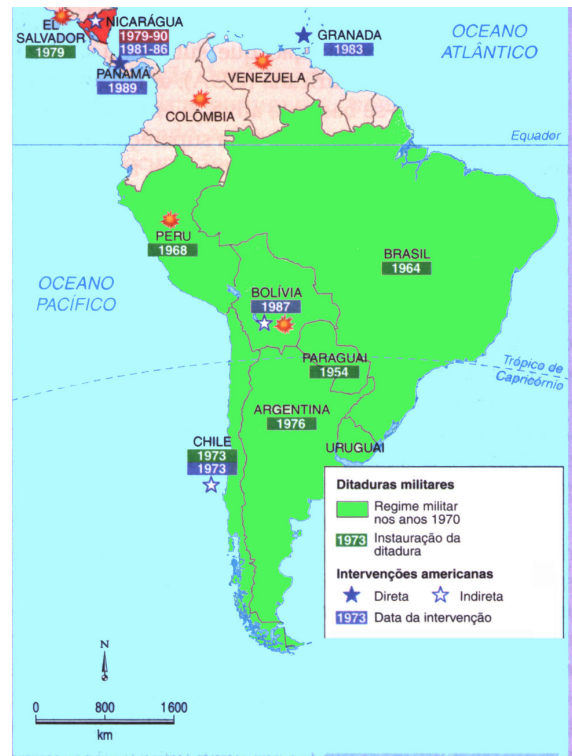 EL
SALVADOR
1979
NICARÁGUA
1979-90
1981-86
PANAMÁ
1989
GRANADA
1983
OCEANO
ATLÂNTICO
VENEZUELA
COLÔMBIA
Equador
PERU
1968
BRASIL
1964
OCEANO
PACÍFICO
BOLÍVIA
1987
PARAGUAI
1954
Trópico de
Capricórnio
ARGENTINA
1976
CHILE
1973
1973
URUGUAI
Ditaduras militares
Regime militar
nos anos 1970
1973 Instauração da
ditadura
Intervenções americanas
Direta Indireta
1973 Data da intervenção
N
0 800 1600
km